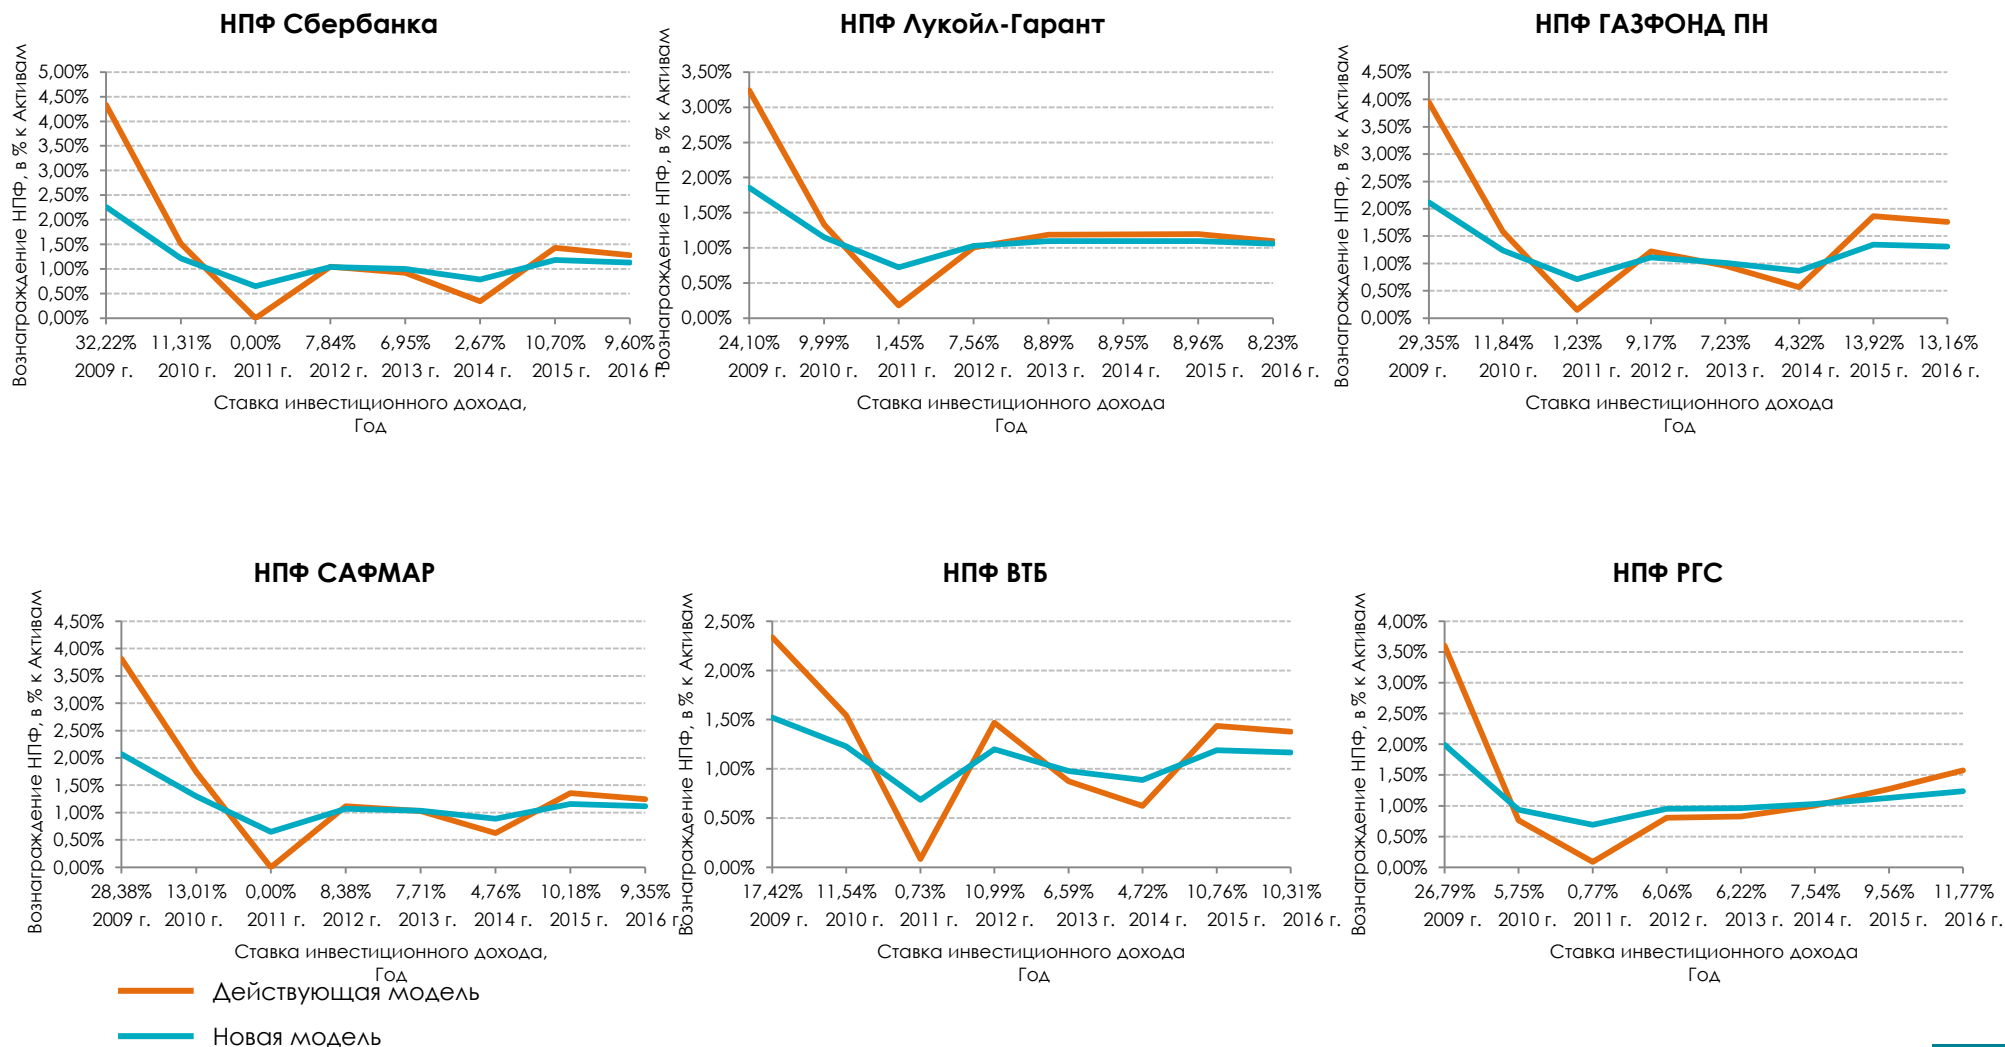 НПФ Сбербанка
Вознаграждение НПФ, в % к Активам
5,00%
4,50%
4,00%
3,50%
3,00%
2,50%
2,00%
1,50%
1,00%
0,50%
0,00%
32,22% 11,31% 0,00% 7,84% 6,95% 2,67% 10,70% 9,60%
2009 г. 2010 г. 2011 г. 2012 г. 2013 г. 2014 г. 2015 г. 2016 г.
Ставка инвестиционного дохода,
Год
НПФ Лукойл-Гарант
Вознаграждение НПФ, в % к Активам
3,50%
3,00%
2,50%
2,00%
1,50%
1,00%
0,50%
0,00%
24,10% 9,99% 1,45% 7,56% 8,89% 8,95% 8,96% 8,23%
2009 г. 2010 г. 2011 г. 2012 г. 2013 г. 2014 г. 2015 г. 2016 г.
Ставка инвестиционного дохода
Год
НПФ ГАЗФОНД ПН
Вознаграждение НПФ, в % к Активам
4,50%
4,00%
3,50%
3,00%
2,50%
2,00%
1,50%
1,00%
0,50%
0,00%
29,35% 11,84% 1,23% 9,17% 7,23% 4,32% 13,92% 13,16%
2009 г. 2010 г. 2011 г. 2012 г. 2013 г. 2014 г. 2015 г. 2016 г.
Ставка инвестиционного дохода
Год
НПФ САФМАР
Вознаграждение НПФ, в % к Активам
4,50%
4,00%
3,50%
3,00%
2,50%
2,00%
1,50%
1,00%
0,50%
0,00%
28,38% 13,01% 0,00% 8,38% 7,71% 4,76% 10,18% 9,35%
2009 г. 2010 г. 2011 г. 2012 г. 2013 г. 2014 г. 2015 г. 2016 г.
Ставка инвестиционного дохода,
Год
НПФ ВТБ
Вознаграждение НПФ, в % к Активам
2,50%
2,00%
1,50%
1,00%
0,50%
0,00%
17,42% 11,54% 0,73% 10,99% 6,59% 4,72% 10,76% 10,31%
2009 г. 2010 г. 2011 г. 2012 г. 2013 г. 2014 г. 2015 г. 2016 г.
Ставка инвестиционного дохода
Год
НПФ РГС
Вознаграждение НПФ, в % к Активам
4,00%
3,50%
3,00%
2,50%
2,00%
1,50%
1,00%
0,50%
0,00%
26,79% 5,75% 0,77% 6,06% 6,22% 7,54% 9,56% 11,77%
2009 г. 2010 г. 2011 г. 2012 г. 2013 г. 2014 г. 2015 г. 2016 г.
Ставка инвестиционного дохода
Год
Действующая модель
Новая модель